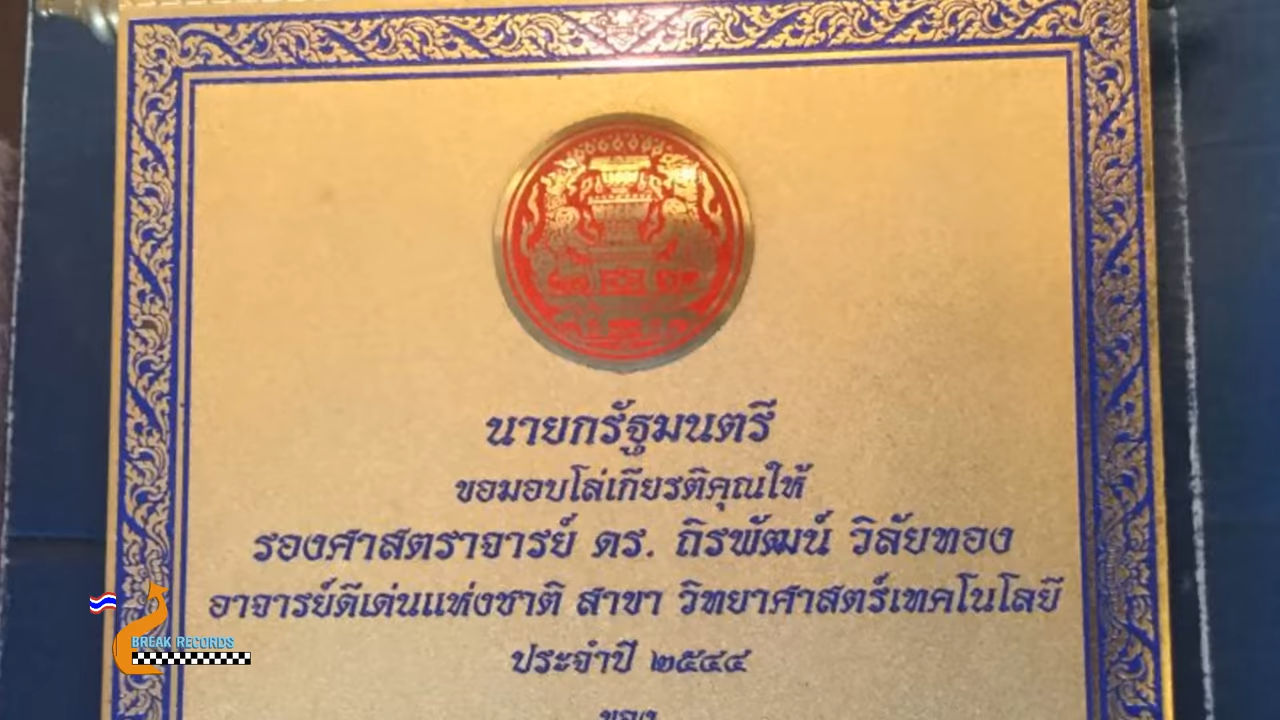 นายกรัฐมนตรี
ขอมอบโล่เกียรติคุณให้
รองศาสตราจารย์ ดร. ถิรพัฒน์ วิลัยทอง
อาจารย์ดีเด่นแห่งชาติ สาขา วิทยาศาสตร์เทคโนโลยี
ประจำปี ๒๕๔๔
ของ
BREAK RECORDS